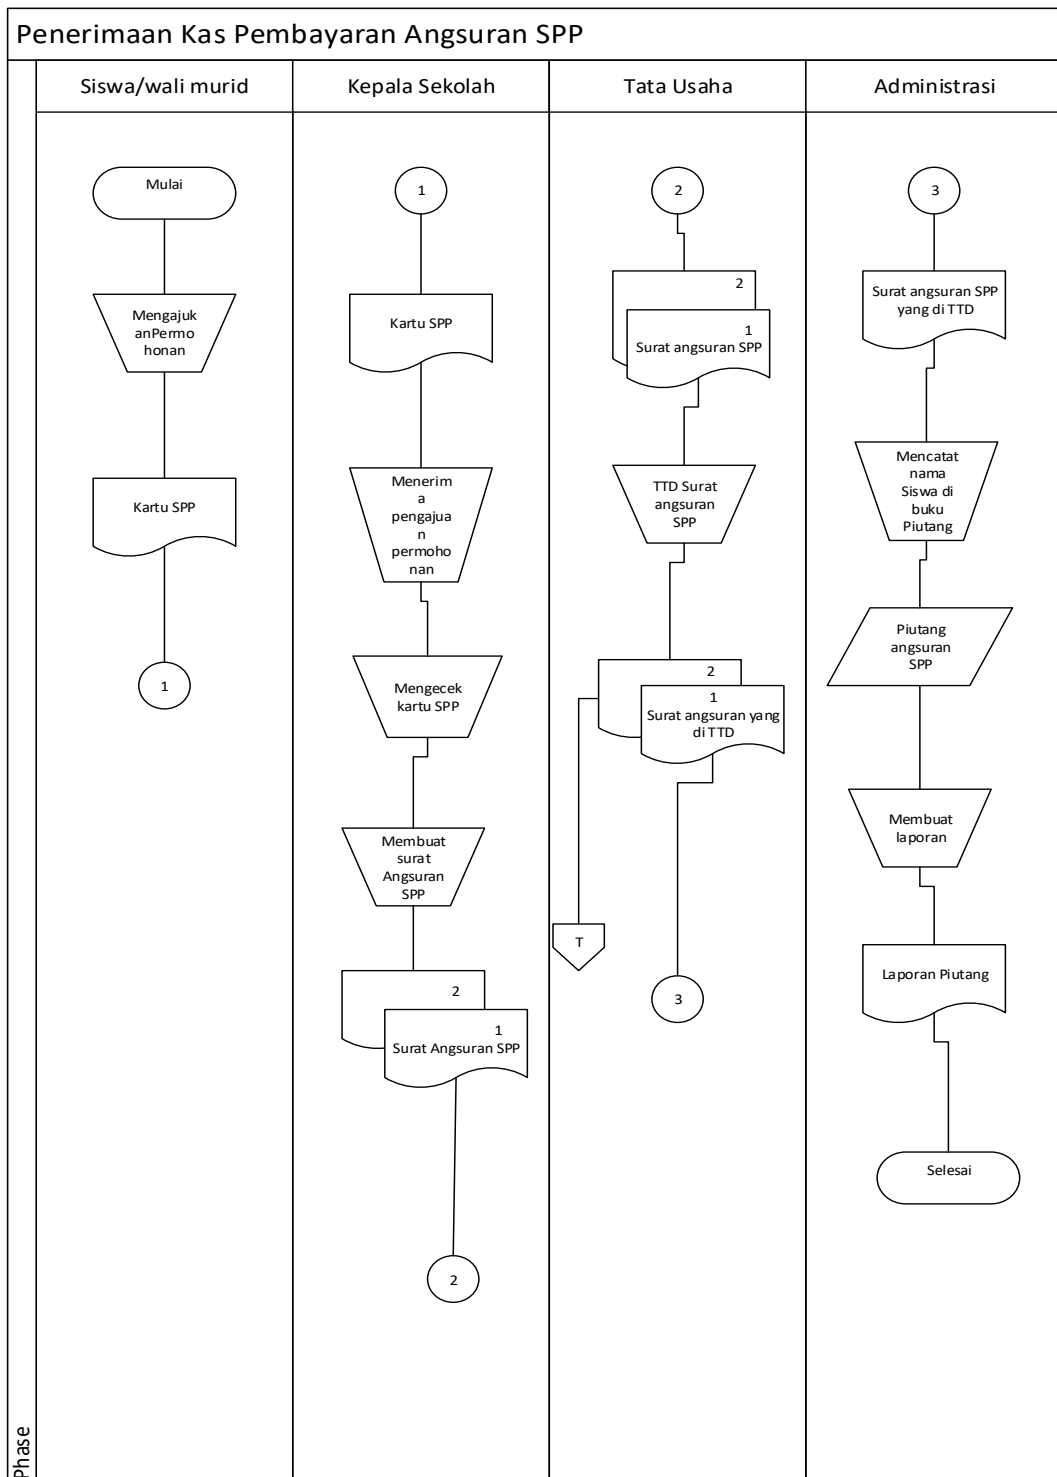 Penerimaan Kas Pembayaran Angsuran SPP
Siswa/wali murid
Kepala Sekolah
Tata Usaha
Administrasi
Mulai
Mengajuk
anPermo
honan
Kartu SPP
1
1
Kartu SPP
Menerim
a
pengajua
n
permoho
nan
Mengecek
kartu SPP
Membuat
surat
Angsuran
SPP
2
1
Surat Angsuran SPP
2
2
2
1
Surat angsuran SPP
TTD Surat
angsuran
SPP
2
1
Surat angsuran yang
di TTD
T
3
3
Surat angsuran SPP
yang di TTD
Mencatat
nama
Siswa di
buku
Piutang
Piutang
angsuran
SPP
Membuat
laporan
Laporan Piutang
Selesai
Phase